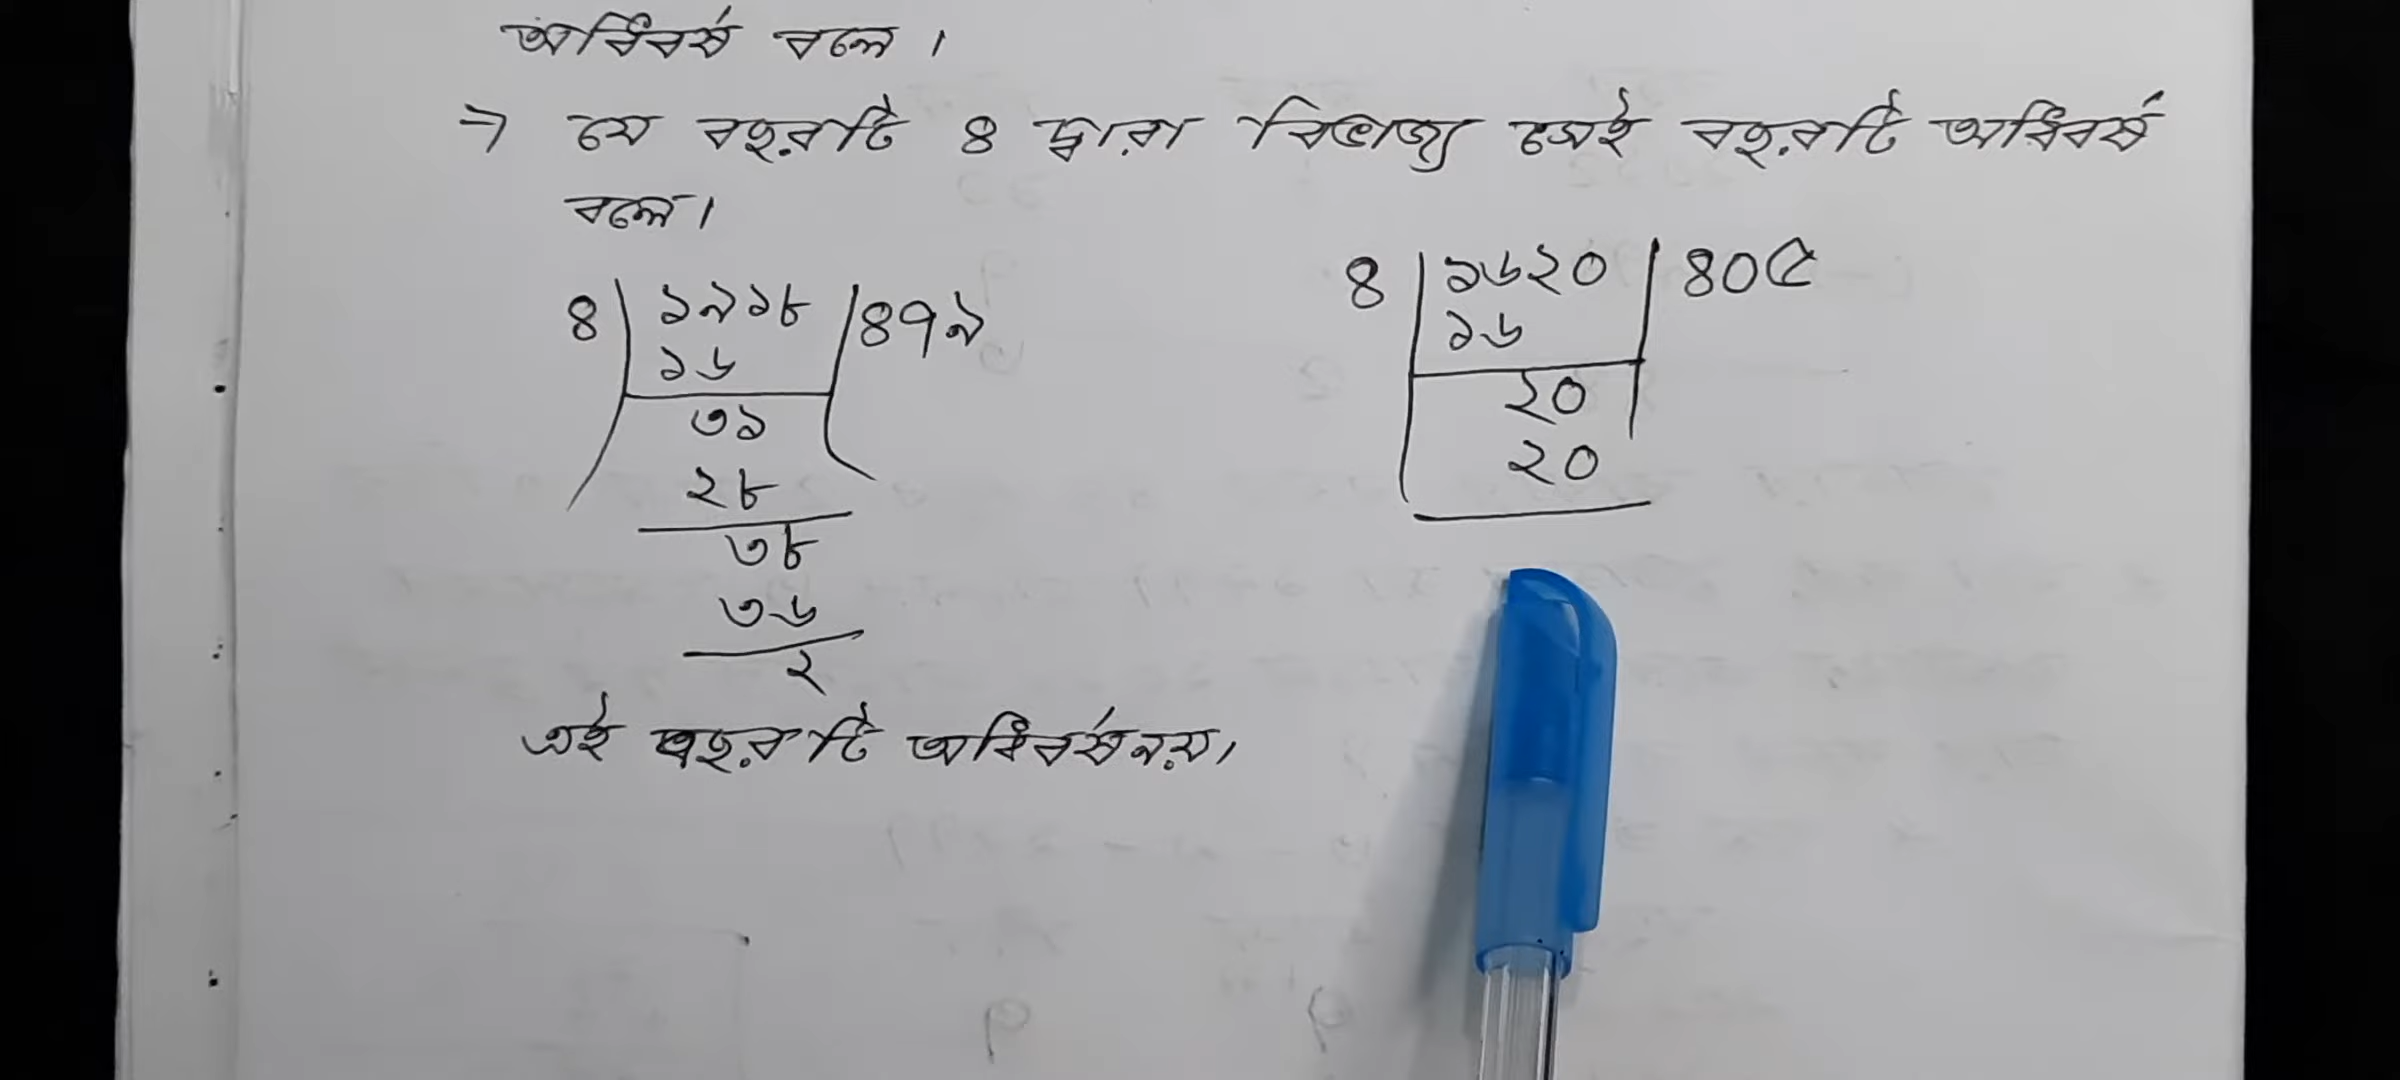 অধিবর্ষ বলে।
→ যে বছরটি ৪ দ্বারা বিভাজ্য সেই বছরটি অধিবর্ষ
বলে।
৪ ) ১৯১৮ ( ৪৭৯
১৬
৩১
২৮
৩৮
৩৬
২
এই বছরটি অধিবর্ষ নয়।
৪ | ১৬২০ | ৪০৫
১৬
২০
২০